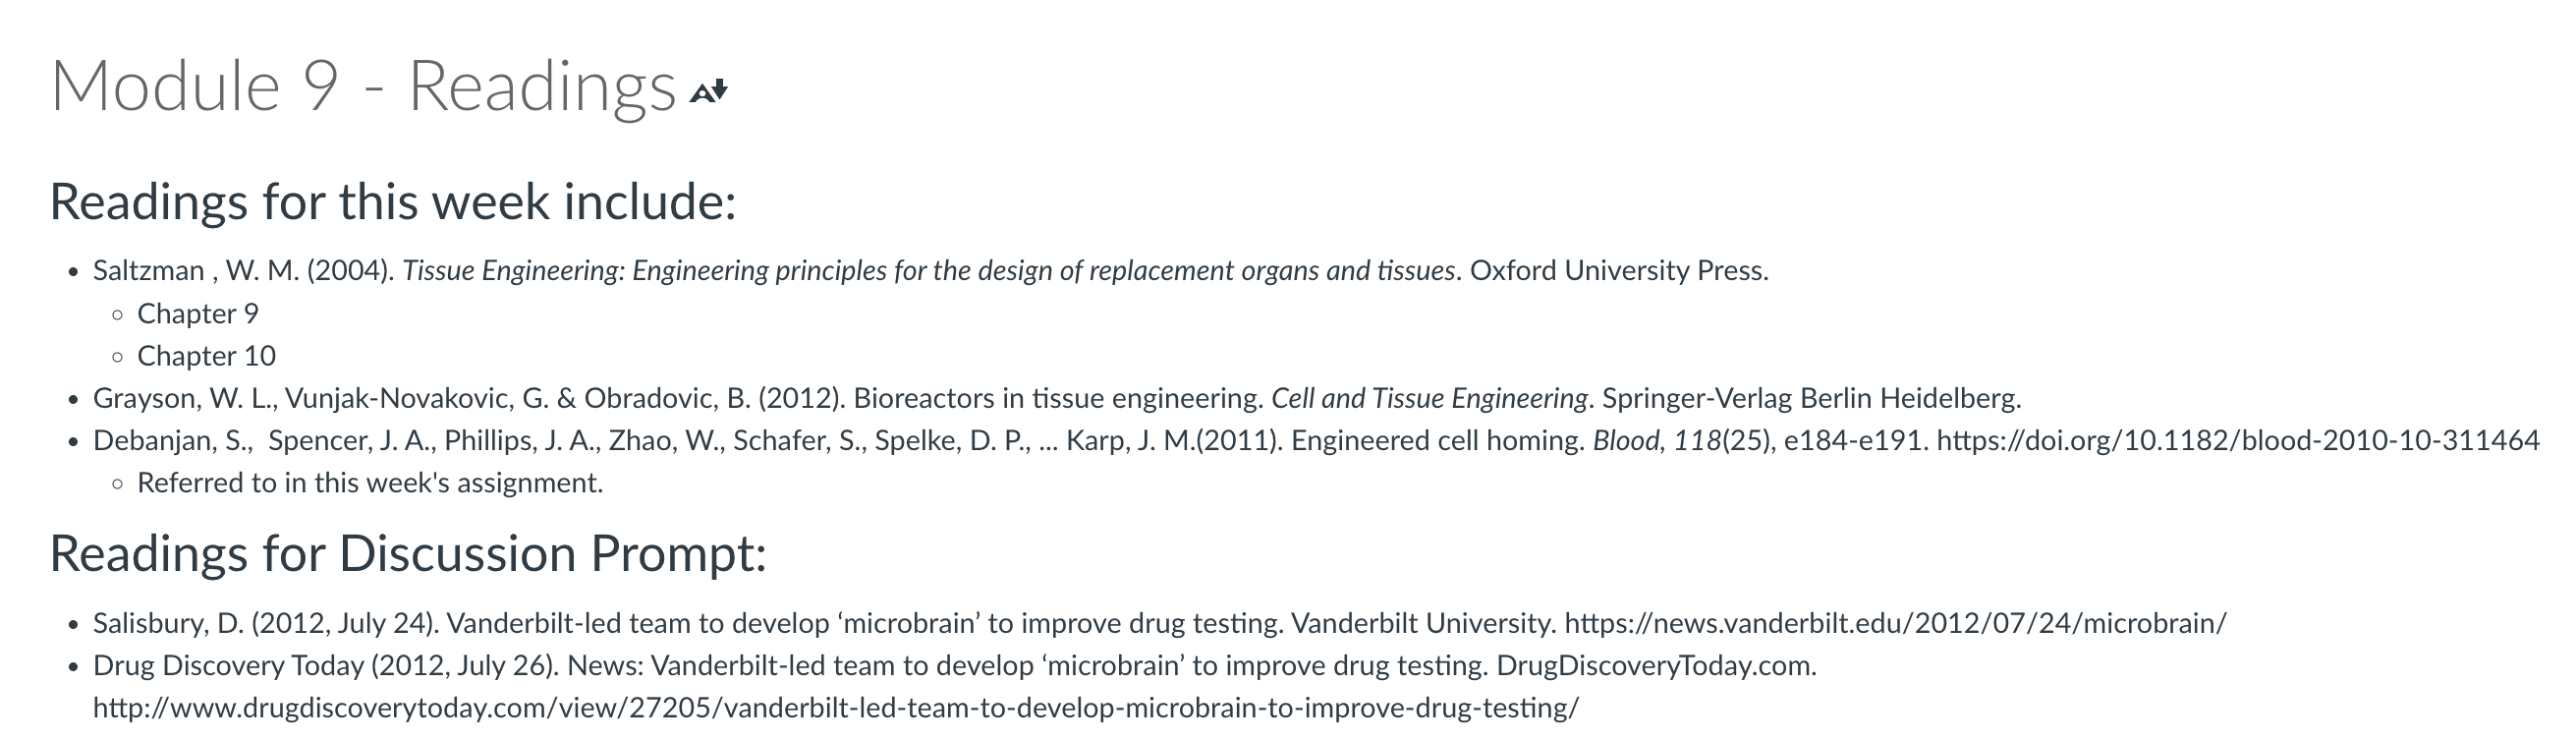 Module 9 - Readings
Readings for this week include:
• Saltzman , W. M. (2004). Tissue Engineering: Engineering principles for the design of replacement organs and tissues. Oxford University Press.
◦ Chapter 9
◦ Chapter 10
• Grayson, W. L., Vunjak-Novakovic, G. & Obradovic, B. (2012). Bioreactors in tissue engineering. Cell and Tissue Engineering. Springer-Verlag Berlin Heidelberg.
• Debanjan, S.,  Spencer, J. A., Phillips, J. A., Zhao, W., Schafer, S., Spelke, D. P., ... Karp, J. M.(2011). Engineered cell homing. Blood, 118(25), e184-e191. https://doi.org/10.1182/blood-2010-10-311464
◦ Referred to in this week's assignment.
Readings for Discussion Prompt:
• Salisbury, D. (2012, July 24). Vanderbilt-led team to develop ‘microbrain’ to improve drug testing. Vanderbilt University. https://news.vanderbilt.edu/2012/07/24/microbrain/
• Drug Discovery Today (2012, July 26). News: Vanderbilt-led team to develop ‘microbrain’ to improve drug testing. DrugDiscoveryToday.com.
http://www.drugdiscoverytoday.com/view/27205/vanderbilt-led-team-to-develop-microbrain-to-improve-drug-testing/